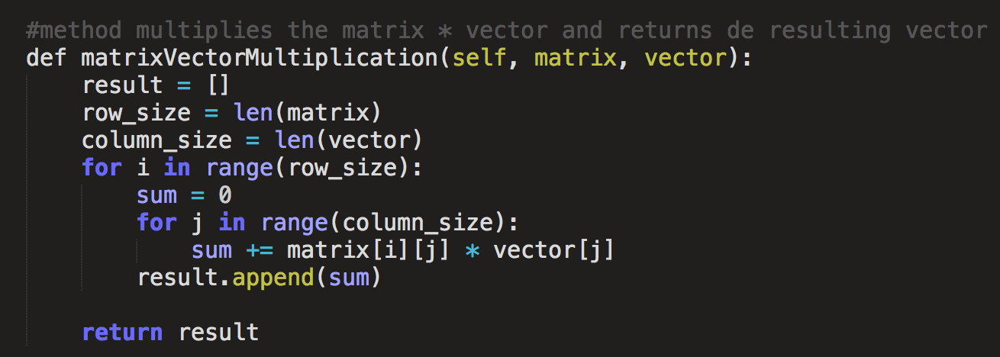 #method multiplies the matrix * vector and returns de resulting vector
def matrixVectorMultiplication(self, matrix, vector):
    result = []
    row_size = len(matrix)
    column_size = len(vector)
    for i in range(row_size):
        sum = 0
        for j in range(column_size):
            sum += matrix[i][j] * vector[j]
        result.append(sum)

    return result